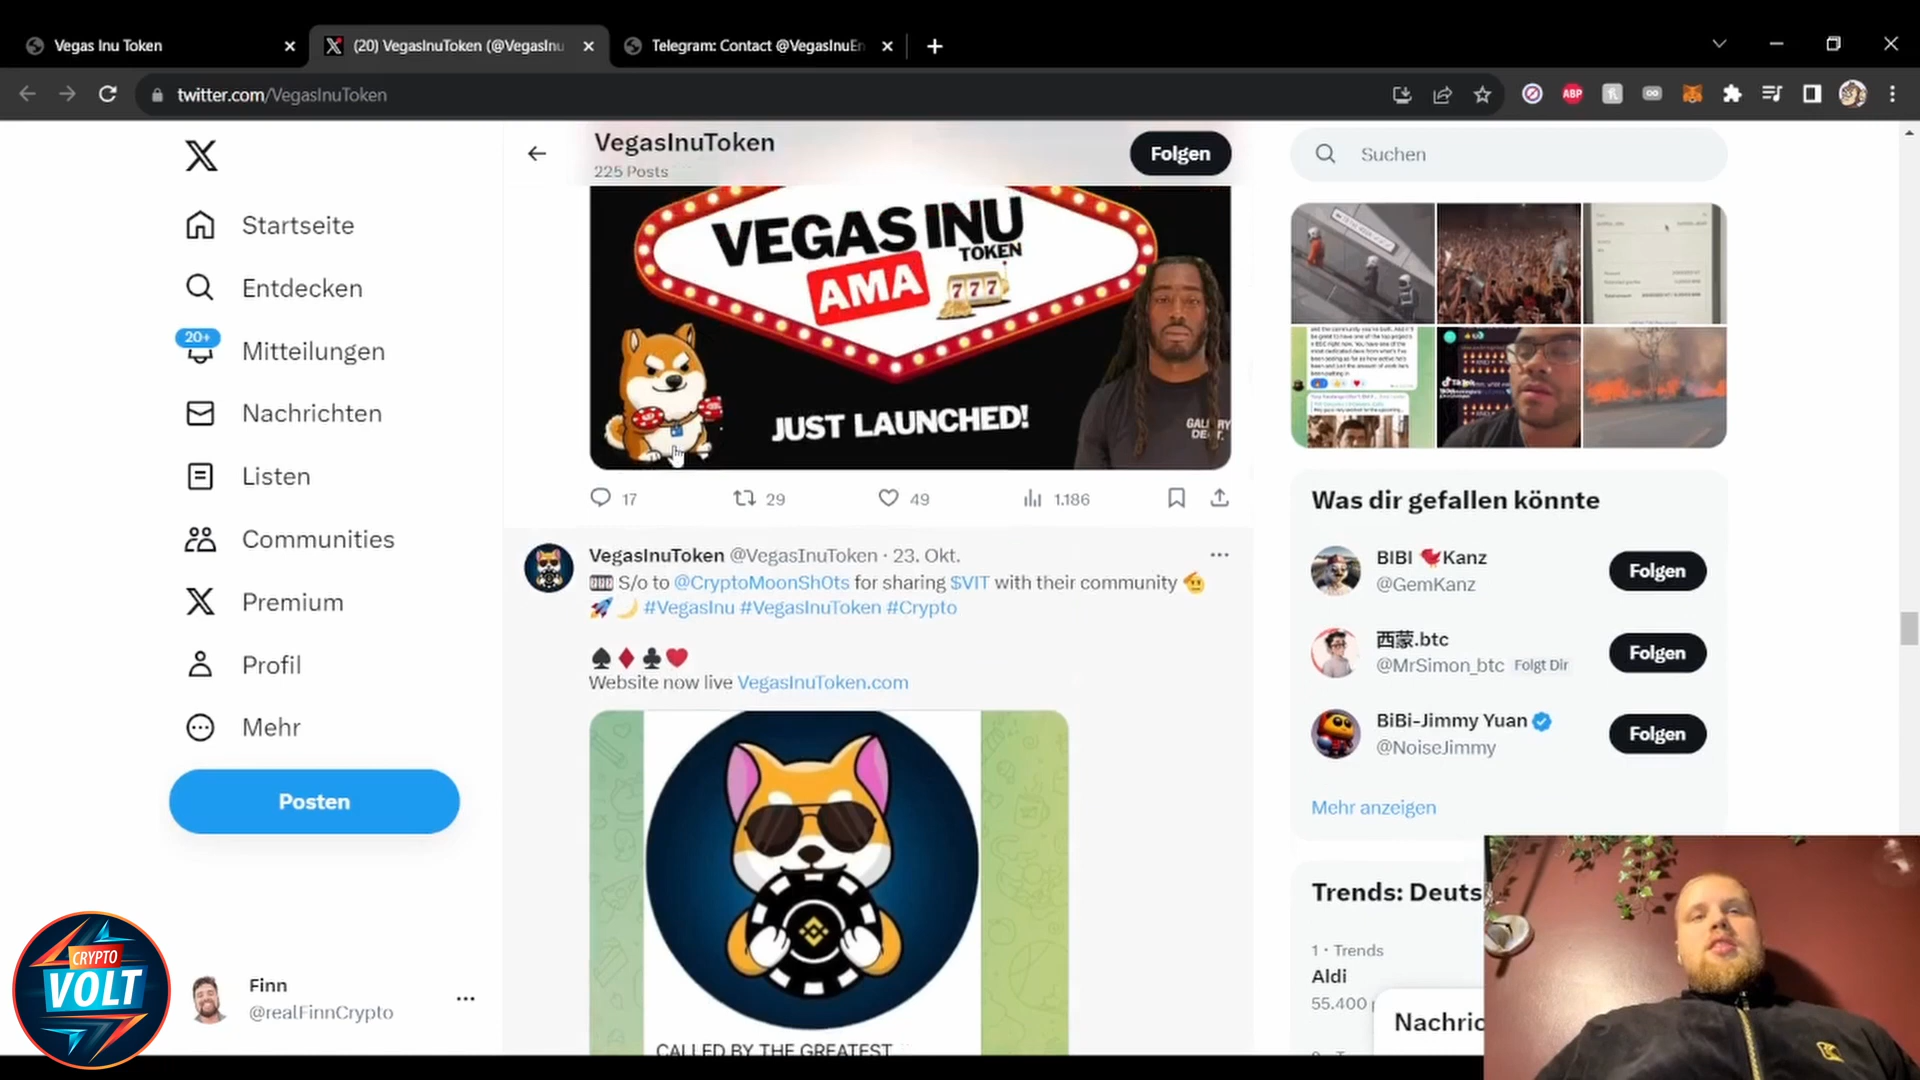 Vegas Inu Token
(20) VegasInuToken (@VegasInu
Telegram: Contact @VegasInuEn
twitter.com/VegasInuToken
ABP
VegasInuToken
225 Posts
Folgen
Suchen
Startseite
Entdecken
20+
Mitteilungen
Nachrichten
Listen
Communities
Premium
Profil
Mehr
Posten
Finn
@realFinnCrypto
CRYPTO
VOLT
VEGAS INU
TOKEN
AMA
777
JUST LAUNCHED!
17
29
49
1.186
VegasInuToken @VegasInuToken · 23. Okt.
S/o to @CryptoMoonSh0ts for sharing $VIT with their community
#VegasInu #VegasInuToken #Crypto
Website now live VegasInuToken.com
CALLED BY THE GREATEST
Was dir gefallen könnte
BIBI Kanz
@GemKanz
Folgen
西蒙.btc
@MrSimon_btc Folgt Dir
Folgen
BiBi-Jimmy Yuan
@NoiseJimmy
Folgen
Mehr anzeigen
Trends: Deuts
1 · Trends
Aldi
55.400
Nachric